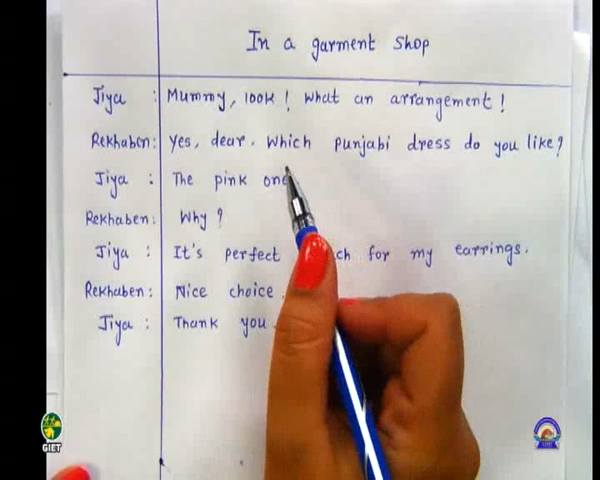 In a garment shop
Jiya : Mummy, look! What an arrangement!
Rekhaben: Yes, dear. Which punjabi dress do you like?
Jiya : The pink one
Rekhaben: Why?
Jiya : It's perfect ch for my earrings.
Rekhaben: Nice choice.
Jiya : Thank you.
GIET